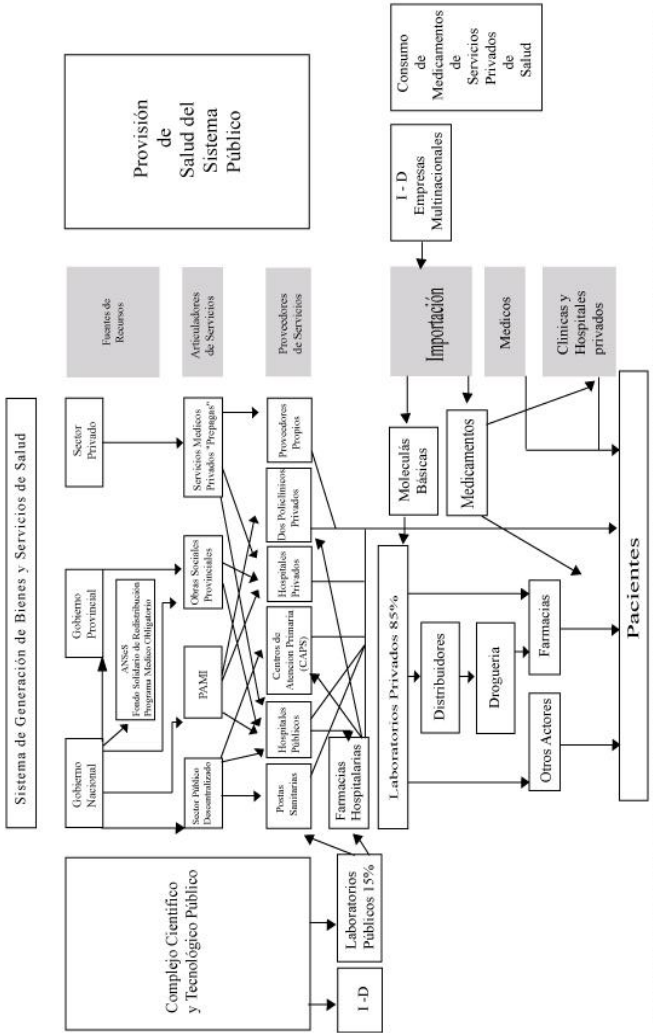 Sistema de Generación de Bienes y Servicios de Salud
Complejo Cientifico
y Tecnológico Público
I -D
Laboratorios
Públicos 15%
Gobierno
Nacional
Gobierno
Provincial
Sector
Privado
Fuentes de
Recursos
ANSeS
Fondo Solidario de Redistribución
Programa Medico Obligatorio
Sector Público
Descentralizado
PAMI
Obras Sociales
Provinciales
Servicios Medicos
Privados "Prepagas"
Articuladores
de Servicios
Postas
Sanitarias
Hospitales
Públicos
Centros de
Atencion Primaria
(CAPS)
Hospitales
Privados
Dos Policlinicos
Privados
Proveedores
Propios
Proveedores
de Servicios
Provisión
de
Salud del
Sistema
Público
Farmacias
Hospitalarias
Laboratorios Privados 85%
Moleculás
Básicas
Importación
I - D
Empresas
Multinacionales
Distribuidores
Medicamentos
Medicos
Drogueria
Otros Actores
Farmacias
Clinicas y
Hospitales
privados
Consumo
de
Medicamentos
de
Servicios
Privados
de
Salud
Pacientes